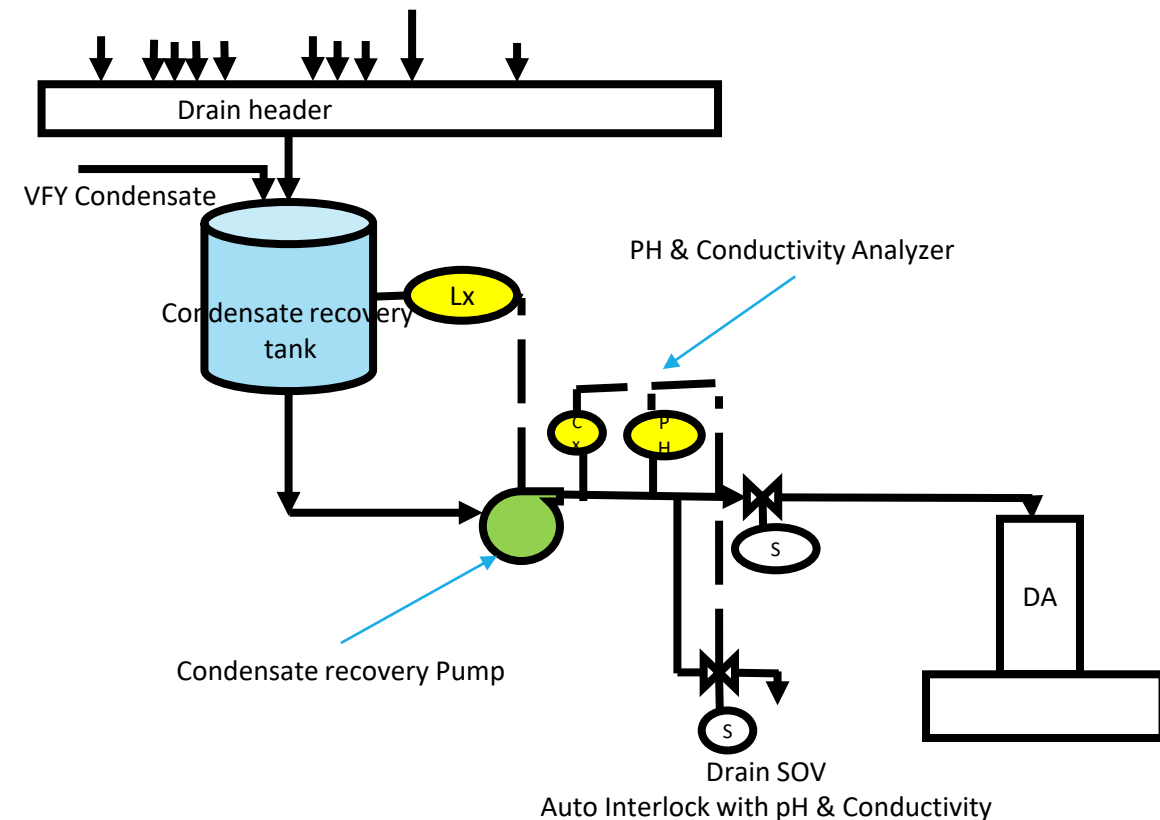 Drain header
VFY Condensate
PH & Conductivity Analyzer
Lx
Condensate recovery
tank
C
x
P
H
S
DA
Condensate recovery Pump
S
Drain SOV
Auto Interlock with pH & Conductivity